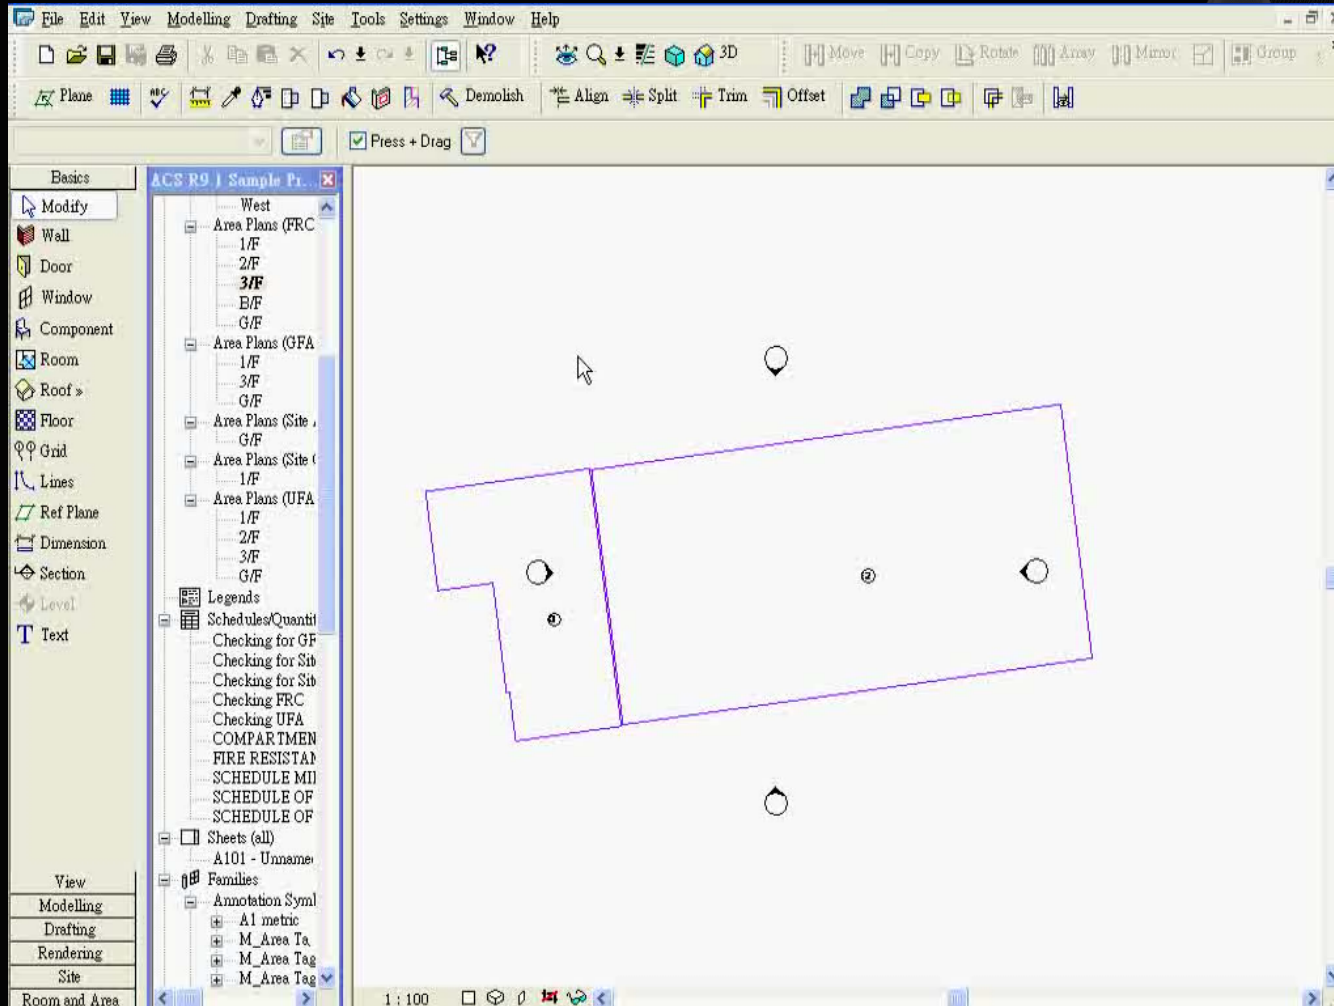 File Edit View Modelling Drafting Site Tools Settings Window Help
3D Move Copy Rotate Array Mirror Group
Plane Demolish Align Split Trim Offset
Press + Drag
Basics
Modify
Wall
Door
Window
Component
Room
Roof »
Floor
Grid
Lines
Ref Plane
Dimension
Section
Level
Text
View
Modelling
Drafting
Rendering
Site
Room and Area
ACS R9.1 Sample Pr...
West
Area Plans (FRC
1/F
2/F
3/F
B/F
G/F
Area Plans (GFA
1/F
3/F
G/F
Area Plans (Site
G/F
Area Plans (Site
1/F
Area Plans (UFA
1/F
2/F
3/F
G/F
Legends
Schedules/Quantit
Checking for GF
Checking for Sit
Checking for Sit
Checking FRC
Checking UFA
COMPARTMEN
FIRE RESISTAN
SCHEDULE MI
SCHEDULE OF
SCHEDULE OF
Sheets (all)
A101 - Unname
Families
Annotation Symb
A1 metric
M_Area Ta
M_Area Tag
M_Area Tag
2
1 : 100